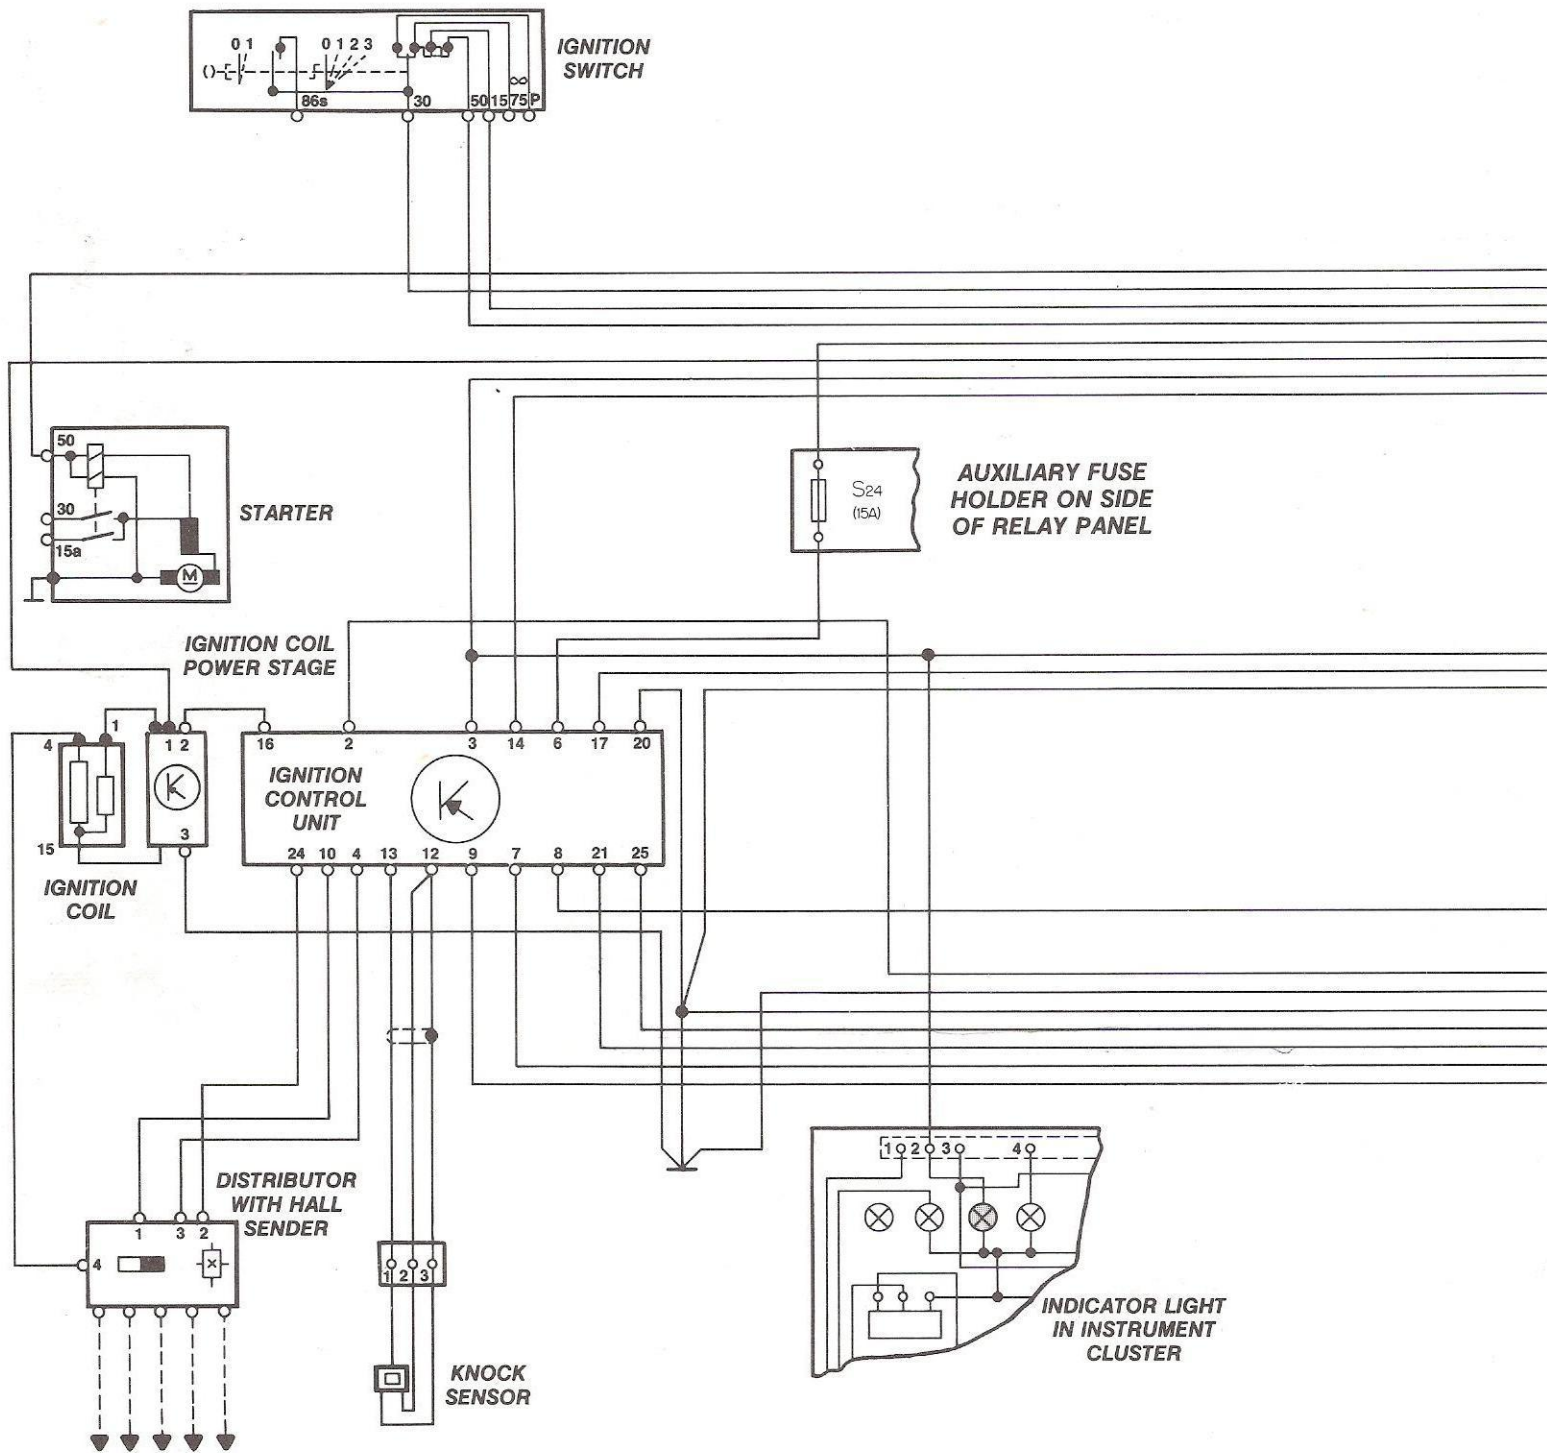 0 1
0 1 2 3
IGNITION
SWITCH
∞
86s 30 50 15 75 P
50
30
15a
M
STARTER
S24
(15A)
AUXILIARY FUSE
HOLDER ON SIDE
OF RELAY PANEL
IGNITION COIL
POWER STAGE
4 1
15
IGNITION
COIL
1 2
3
16 2 3 14 6 17 20
IGNITION
CONTROL
UNIT
24 10 4 13 12 9 7 8 21 25
DISTRIBUTOR
WITH HALL
SENDER
1 3 2
4
1 2 3
KNOCK
SENSOR
1 2 3 4
INDICATOR LIGHT
IN INSTRUMENT
CLUSTER